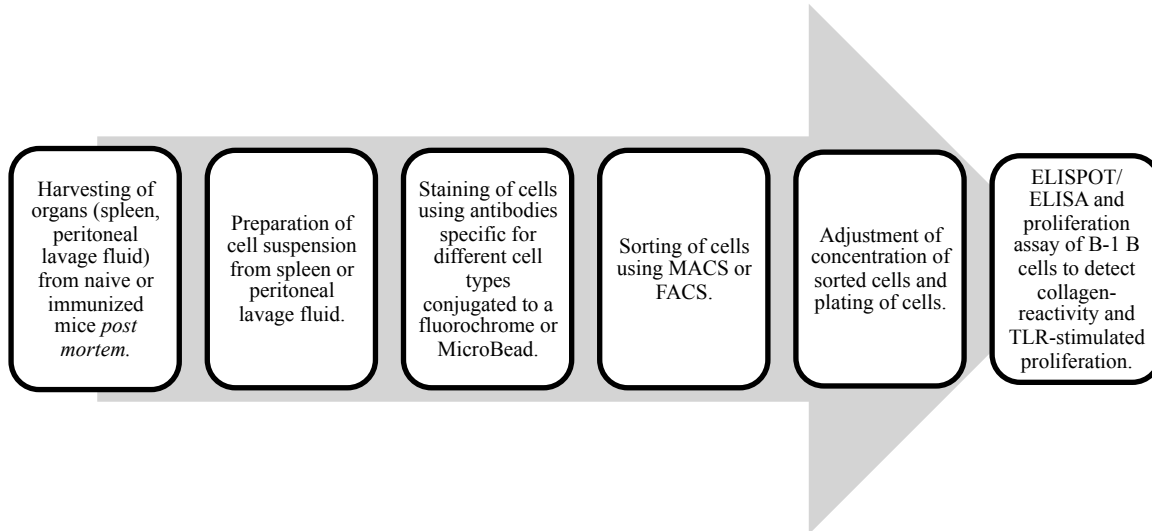 Harvesting of
organs (spleen,
peritoneal
lavage fluid)
from naive or
immunized
mice post
mortem.
Preparation of
cell suspension
from spleen or
peritoneal
lavage fluid.
Staining of cells
using antibodies
specific for
different cell
types
conjugated to a
fluorochrome or
MicroBead.
Sorting of cells
using MACS or
FACS.
Adjustment of
concentration of
sorted cells and
plating of cells.
ELISPOT/
ELISA and
proliferation
assay of B-1 B
cells to detect
collagen-
reactivity and
TLR-stimulated
proliferation.